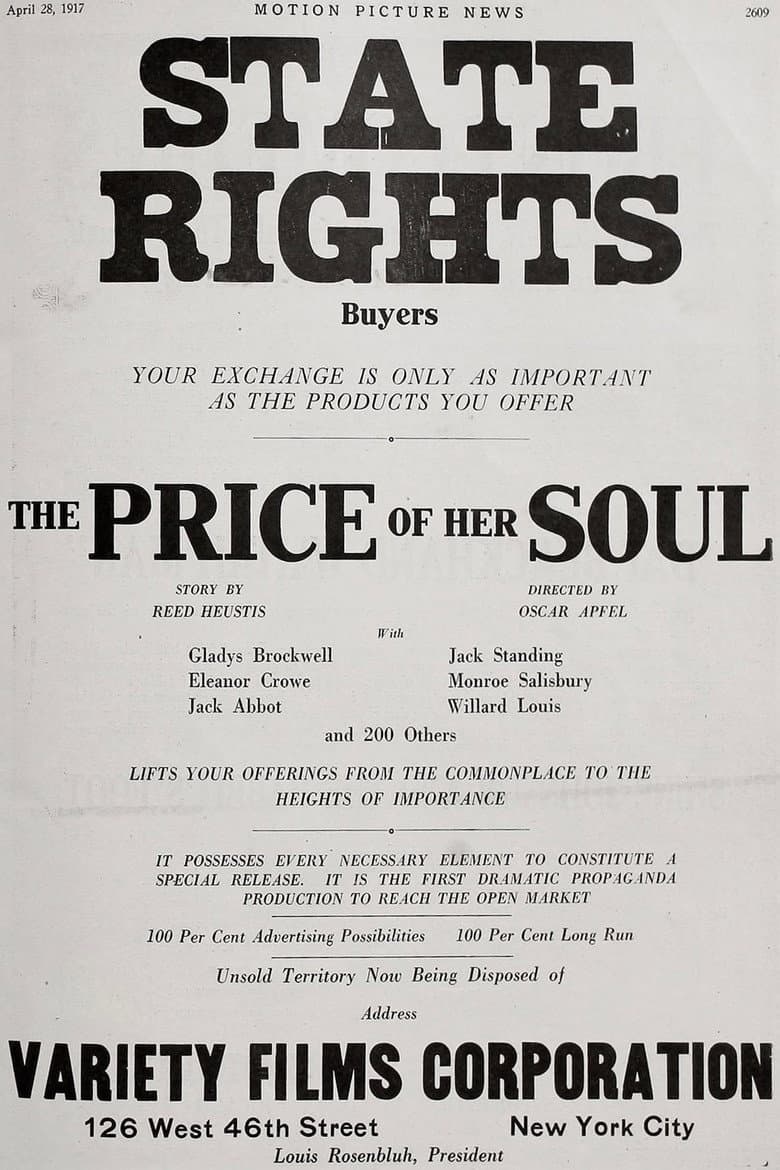 April 28, 1917 MOTION PICTURE NEWS 2609
STATE
RIGHTS
Buyers
YOUR EXCHANGE IS ONLY AS IMPORTANT
AS THE PRODUCTS YOU OFFER
THE PRICE OF HER SOUL
STORY BY DIRECTED BY
REED HEUSTIS OSCAR APFEL
With
Gladys Brockwell Jack Standing
Eleanor Crowe Monroe Salisbury
Jack Abbot Willard Louis
and 200 Others
LIFTS YOUR OFFERINGS FROM THE COMMONPLACE TO THE
HEIGHTS OF IMPORTANCE
IT POSSESSES EVERY NECESSARY ELEMENT TO CONSTITUTE A
SPECIAL RELEASE. IT IS THE FIRST DRAMATIC PROPAGANDA
PRODUCTION TO REACH THE OPEN MARKET
100 Per Cent Advertising Possibilities 100 Per Cent Long Run
Unsold Territory Now Being Disposed of
Address
VARIETY FILMS CORPORATION
126 West 46th Street New York City
Louis Rosenbluh, President